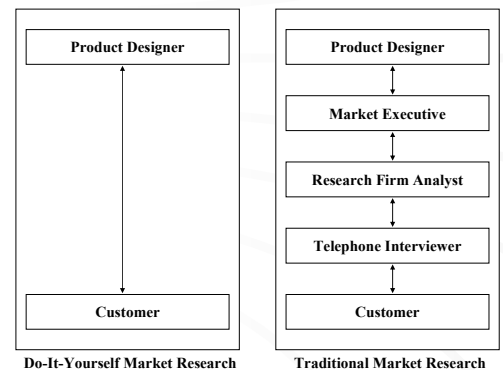 Product Designer
Customer
Do-It-Yourself Market Research
Product Designer
Market Executive
Research Firm Analyst
Telephone Interviewer
Customer
Traditional Market Research